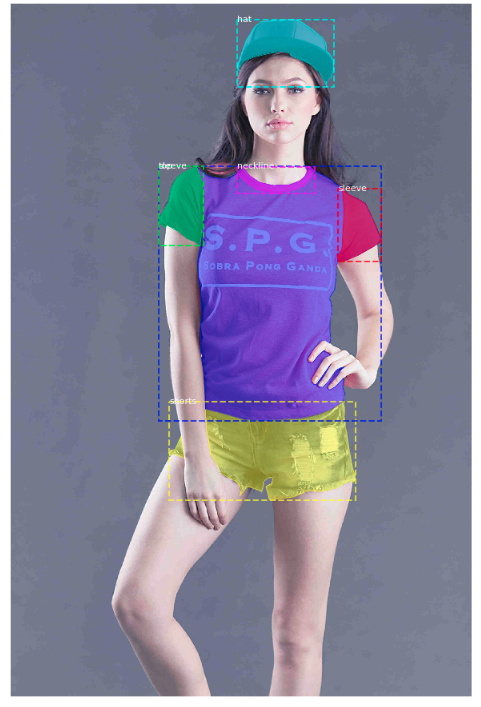 hat
sleeve
neckline
sleeve
S.P.G.
SOBRA PONG GANDA
shorts